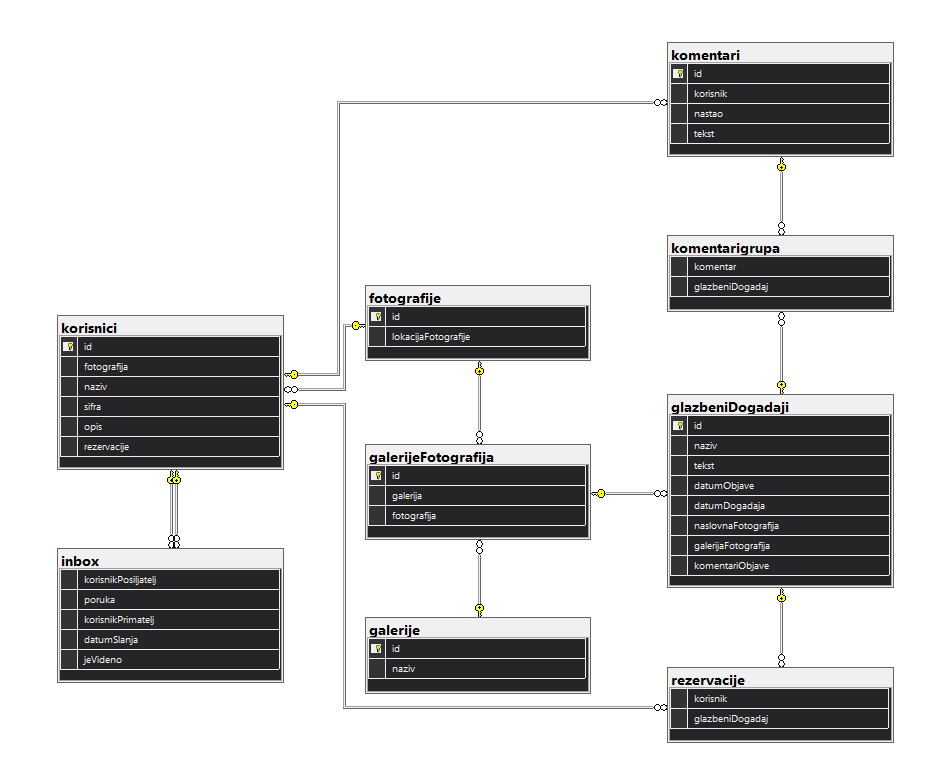 komentari
id
korisnik
nastao
tekst
komentarigrupa
komentar
glazbeniDogadaj
fotografije
id
lokacijaFotografije
korisnici
id
fotografija
naziv
sifra
opis
rezervacije
glazbeniDogadaji
id
naziv
tekst
datumObjave
datumDogadaja
naslovnaFotografija
galerijaFotografija
komentariObjave
galerijeFotografija
id
galerija
fotografija
inbox
korisnikPosiljatelj
poruka
korisnikPrimatelj
datumSlanja
jeVideno
galerije
id
naziv
rezervacije
korisnik
glazbeniDogadaj